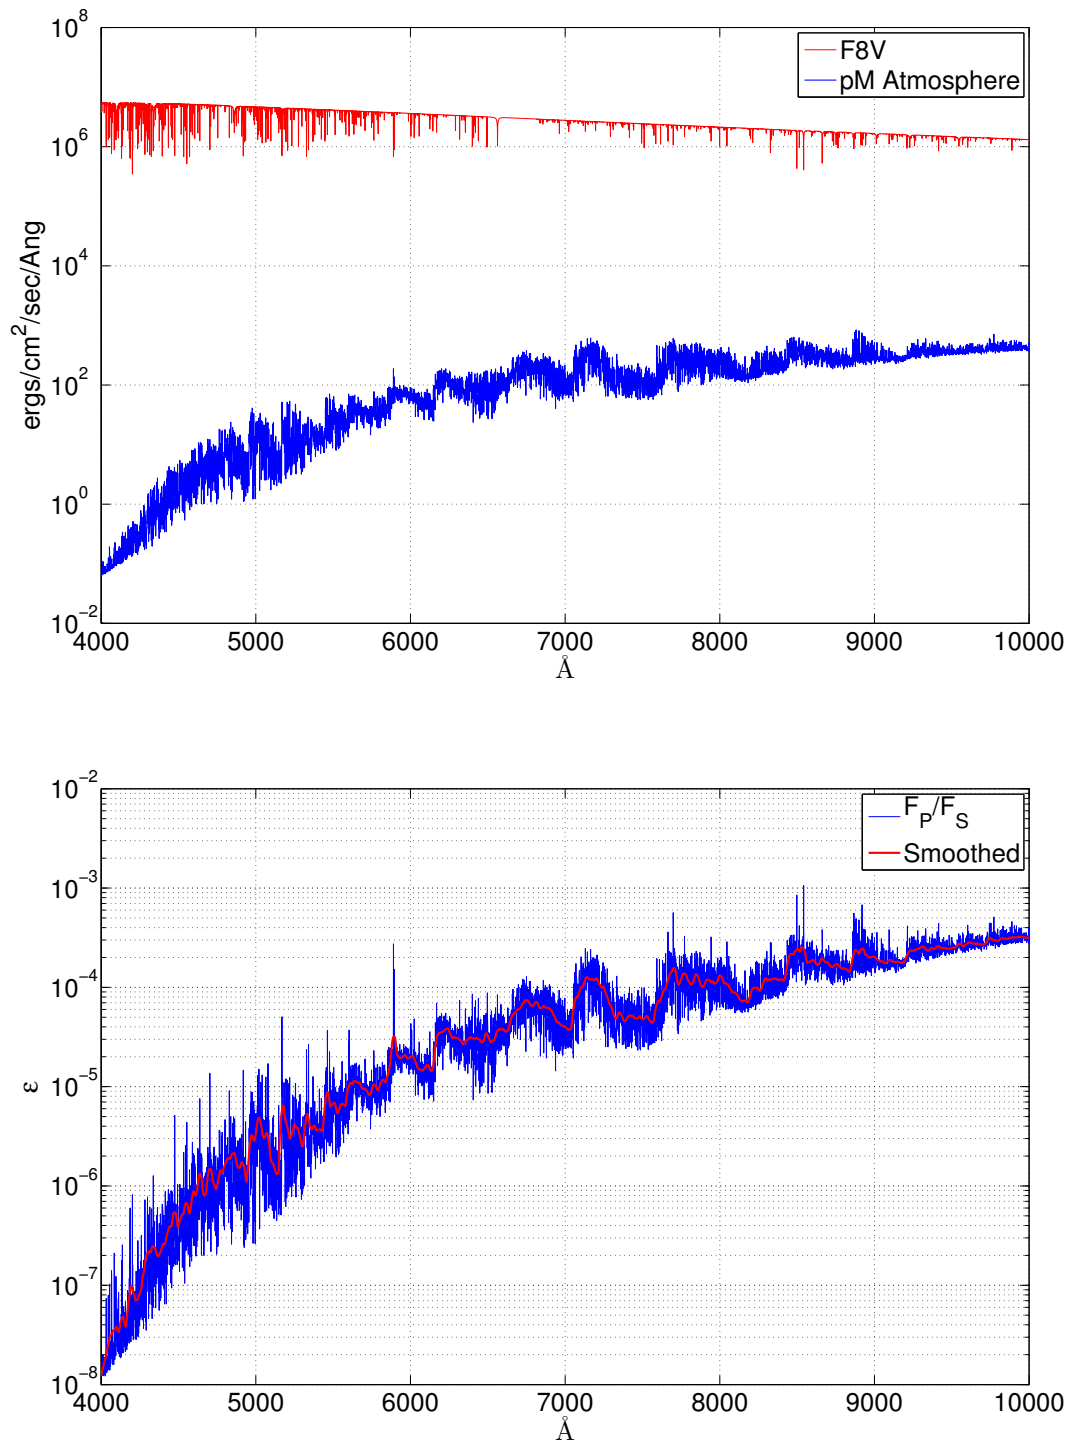 10^8
F8V
pM Atmosphere
10^6
10^4
ergs/cm^2/sec/Ang
10^2
10^0
10^−2
4000 5000 6000 7000 8000 9000 10000
Å
10^−2
F_P/F_S
Smoothed
10^−3
10^−4
10^−5
ε
10^−6
10^−7
10^−8
4000 5000 6000 7000 8000 9000 10000
Å